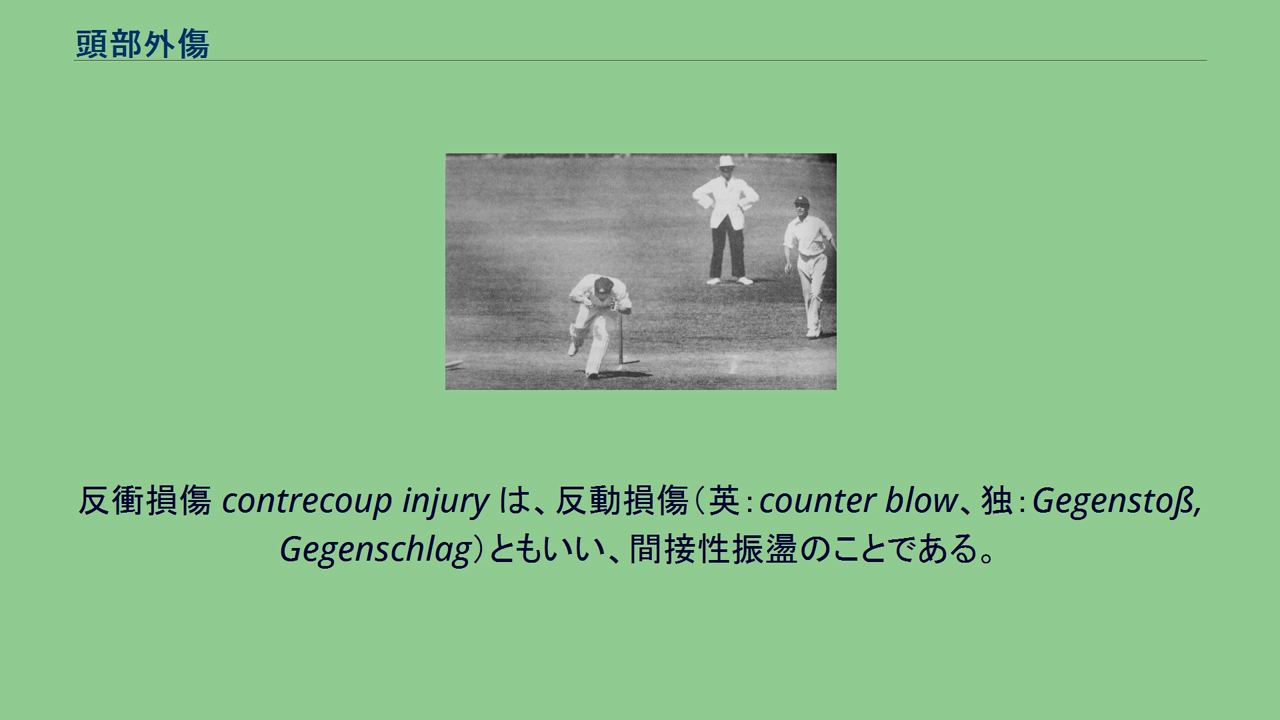 頭部外傷
反衝損傷 contrecoup injury は、反動損傷（英：counter blow、独：Gegenstoß,
Gegenschlag）ともいい、間接性振盪のことである。